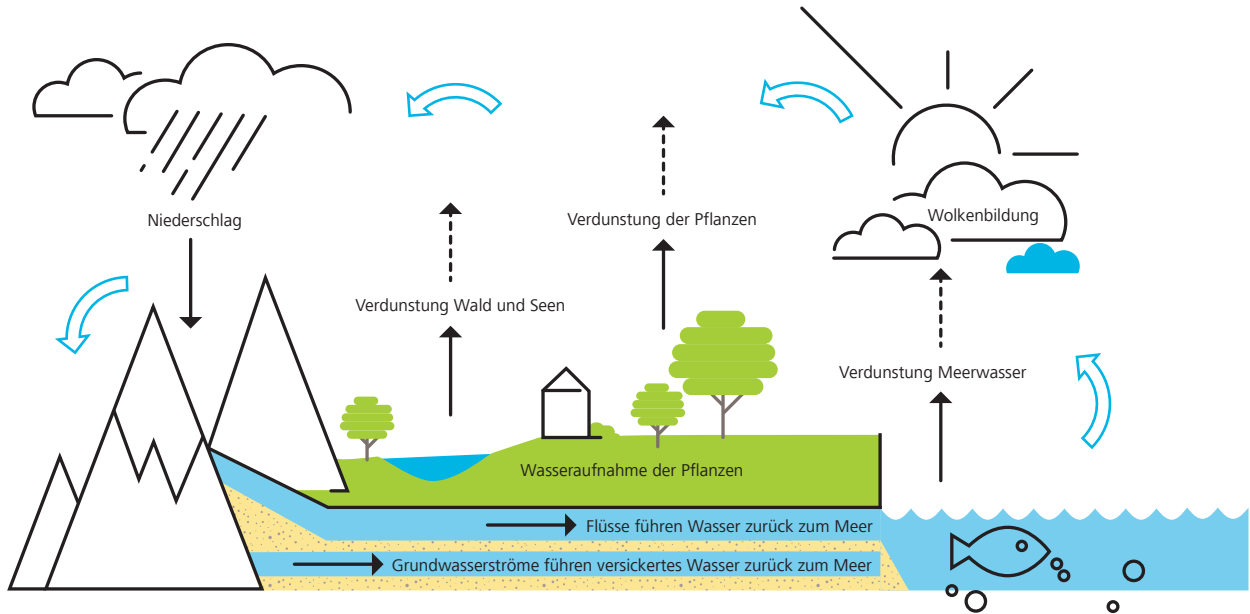 Niederschlag
Verdunstung der Pflanzen
Wolkenbildung
Verdunstung Wald und Seen
Verdunstung Meerwasser
Wasseraufnahme der Pflanzen
Flüsse führen Wasser zurück zum Meer
Grundwasserströme führen versickertes Wasser zurück zum Meer